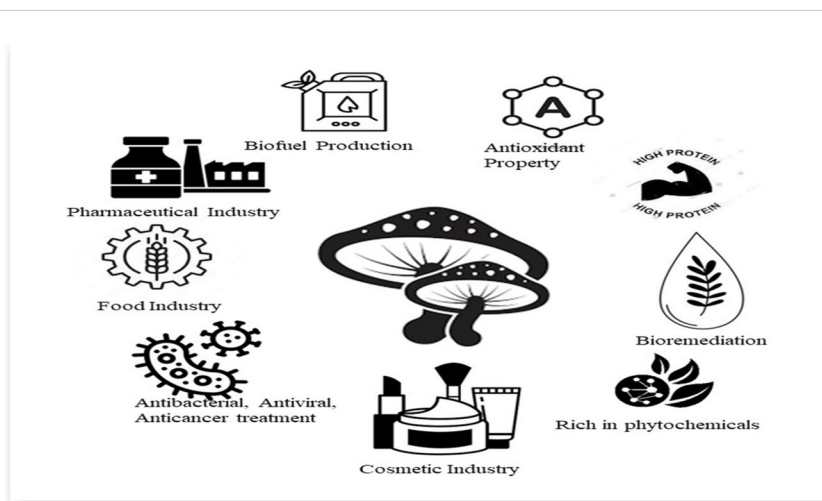 Biofuel Production
A
Antioxidant
Property
HIGH PROTEIN
HIGH PROTEIN
Pharmaceutical Industry
Food Industry
Bioremediation
Antibacterial, Antiviral,
Anticancer treatment
Rich in phytochemicals
Cosmetic Industry